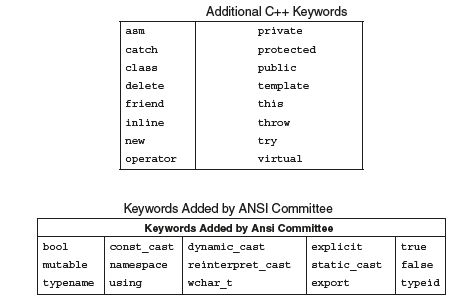 Additional C++ Keywords
asm private
catch protected
class public
delete template
friend this
inline throw
new try
operator virtual
Keywords Added by ANSI Committee
Keywords Added by Ansi Committee
bool const_cast dynamic_cast explicit true
mutable namespace reinterpret_cast static_cast false
typename using wchar_t export typeid